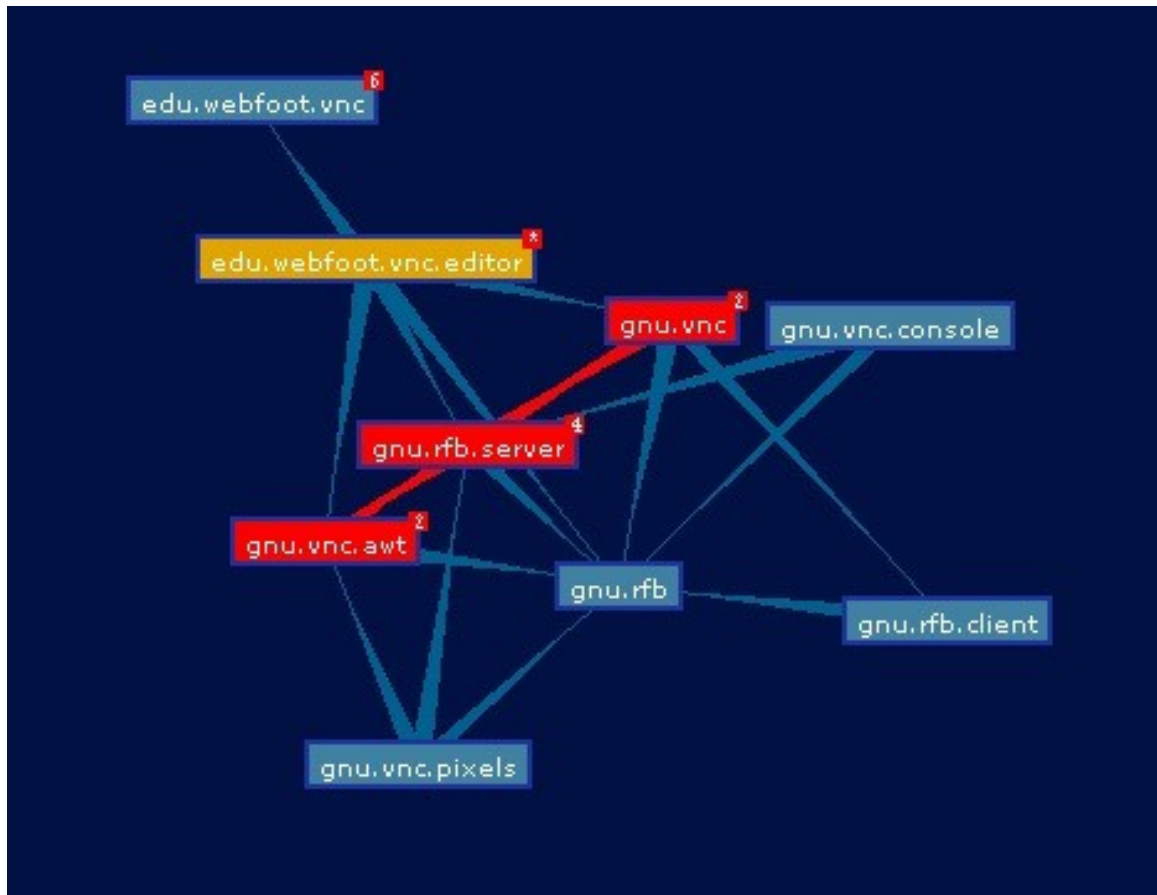 6
edu.webfoot.vnc
*
edu.webfoot.vnc.editor
2
gnu.vnc
gnu.vnc.console
4
gnu.rfb.server
2
gnu.vnc.awt
gnu.rfb
gnu.rfb.client
gnu.vnc.pixels